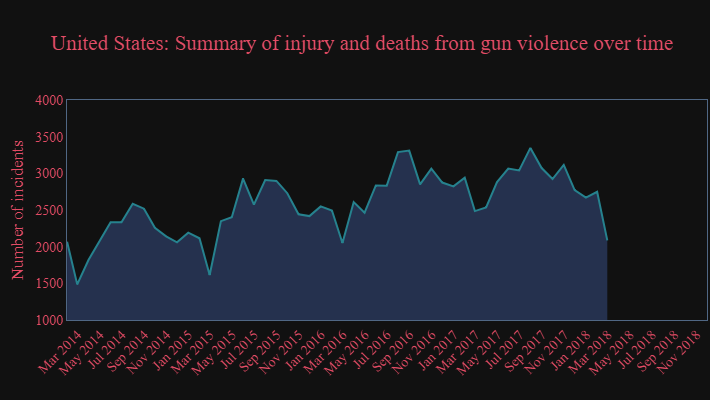 United States: Summary of injury and deaths from gun violence over time
Number of incidents
4000
3500
3000
2500
2000
1500
1000
Mar 2014
May 2014
Jul 2014
Sep 2014
Nov 2014
Jan 2015
Mar 2015
May 2015
Jul 2015
Sep 2015
Nov 2015
Jan 2016
Mar 2016
May 2016
Jul 2016
Sep 2016
Nov 2016
Jan 2017
Mar 2017
May 2017
Jul 2017
Sep 2017
Nov 2017
Jan 2018
Mar 2018
May 2018
Jul 2018
Sep 2018
Nov 2018